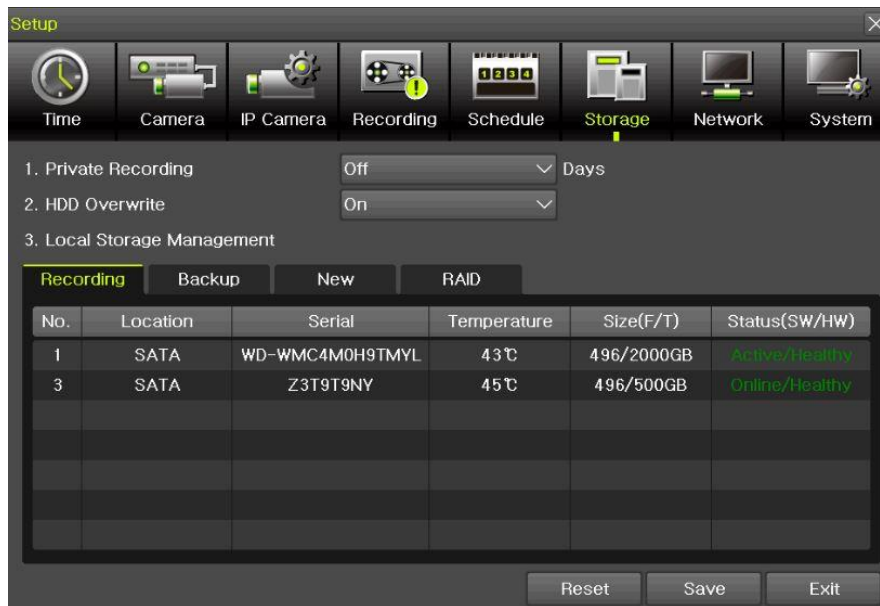 Setup
Time Camera IP Camera Recording Schedule Storage Network System
1. Private Recording Off Days
2. HDD Overwrite On
3. Local Storage Management
Recording Backup New RAID
No. Location Serial Temperature Size(F/T) Status(SW/HW)
1 SATA WD-WMC4M0H9TMYL 43℃ 496/2000GB Active/Healthy
3 SATA Z3T9T9NY 45℃ 496/500GB Online/Healthy
Reset Save Exit